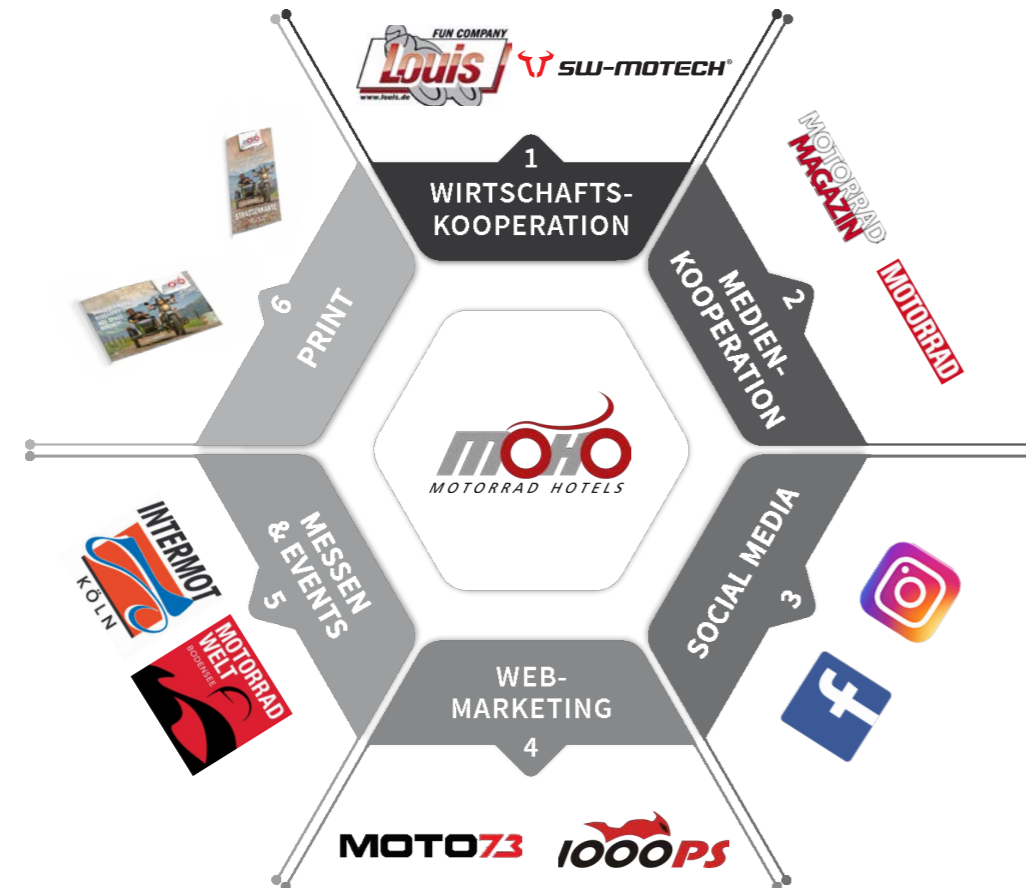 FUN COMPANY
Louis
www.louis.de
SW-MOTECH®
1
WIRTSCHAFTS-
KOOPERATION
MOTORRAD
MAGAZIN
MOTORRAD
2
MEDIEN-
KOOPERATION
3
SOCIAL MEDIA
f
WEB-
MARKETING
4
MOTO73
1000PS
INTERMOT
KÖLN
MOTORRAD
WELT
BODENSEE
5
MESSEN
& EVENTS
6
PRINT
MOHO
STRASSENKARTE
MOHO
MOHO
MOTORRAD HOTELS